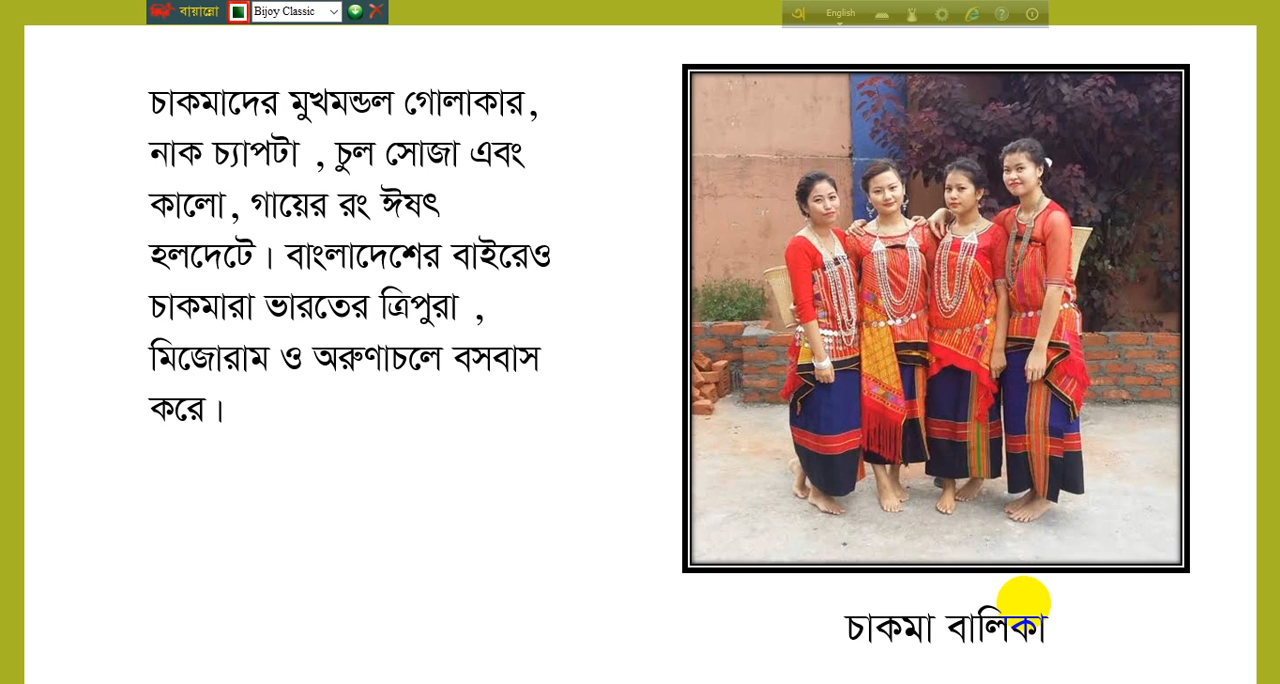 বায়ান্নো
Bijoy Classic
অ
English
চাকমাদের মুখমন্ডল গোলাকার,
নাক চ্যাপটা , চুল সোজা এবং
কালো, গায়ের রং ঈষৎ
হলদেটে। বাংলাদেশের বাইরেও
চাকমারা ভারতের ত্রিপুরা ,
মিজোরাম ও অরুণাচলে বসবাস
করে।
চাকমা বালিকা